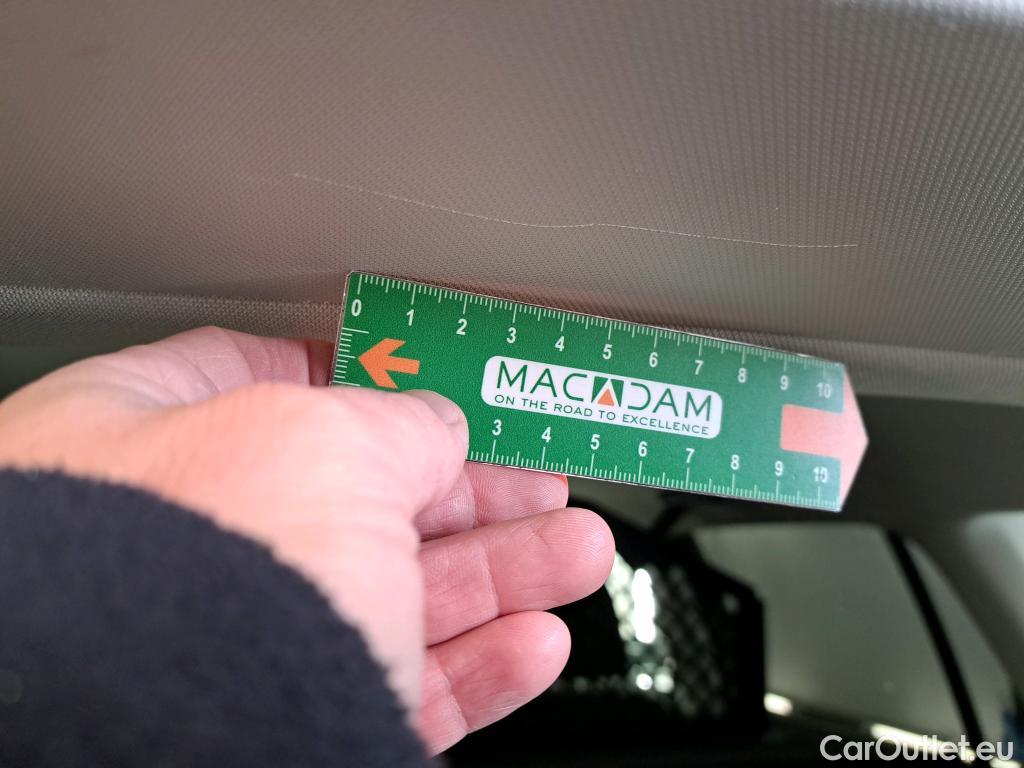 0 1 2 3 4 5 6 7 8 9 10
MACADAM
ON THE ROAD TO EXCELLENCE
3 4 5 6 7 8 9 10
CarOutlet.eu